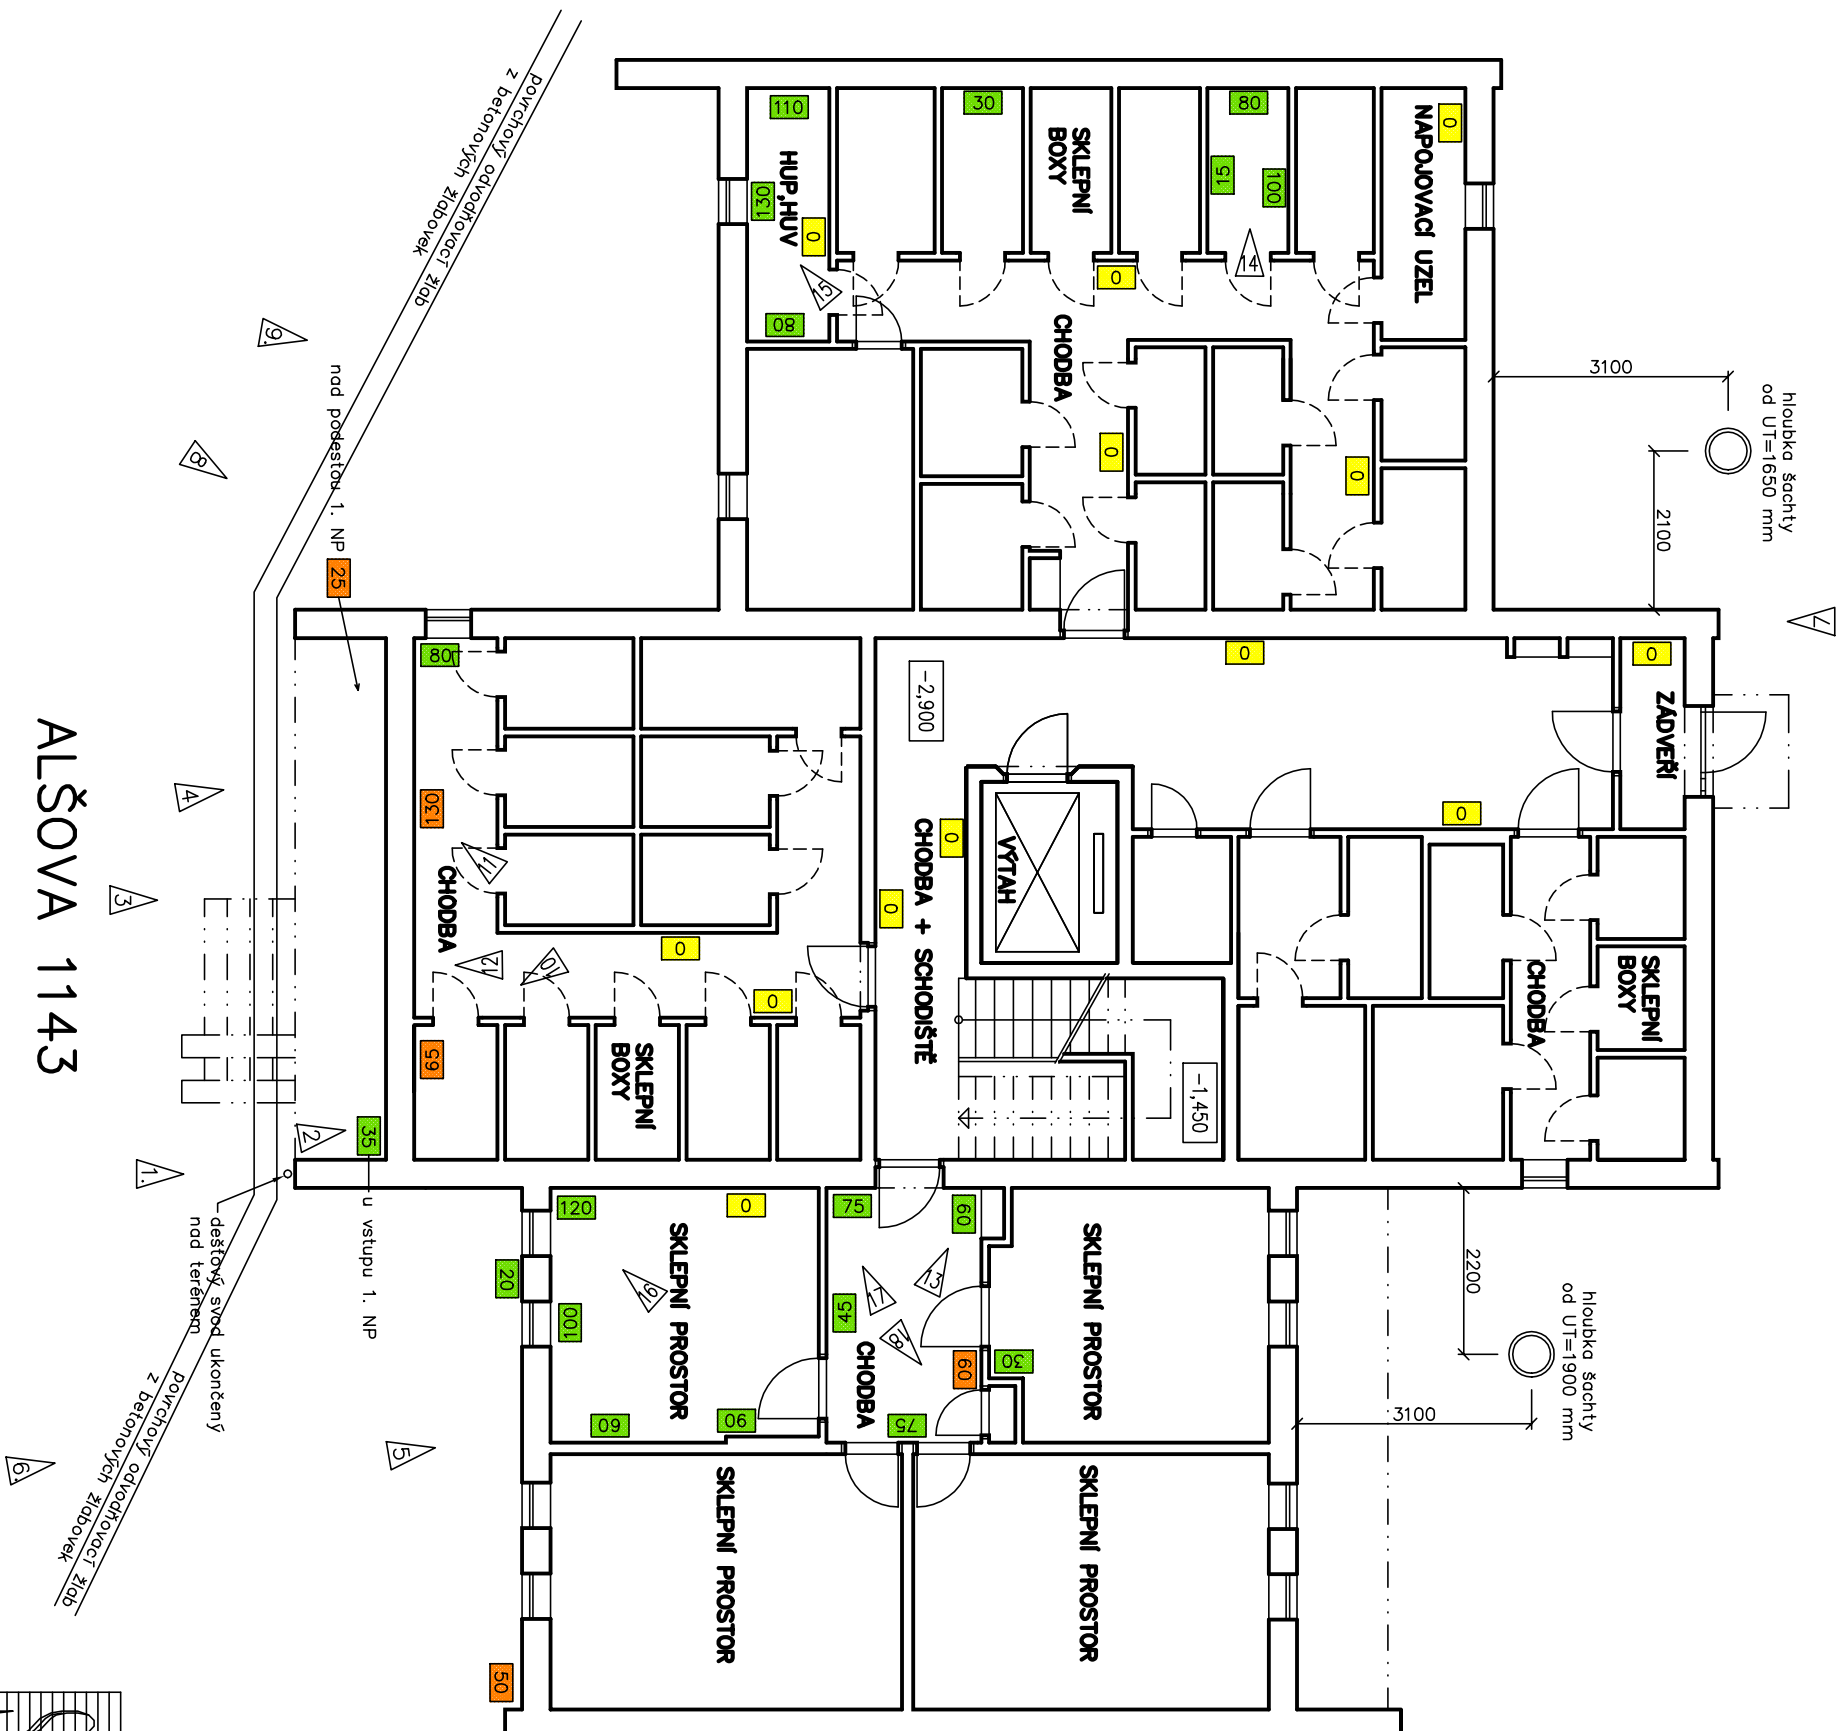 povrchový odvodňovací žlab
z betonových žlabovek
110
30
80
0
HUP,HUV
SKLEPNÍ
BOXY
NAPOJOVACÍ UZEL
130
15
100
0
14
15
0
80
CHODBA
3100
hloubka šachty
od UT=1650 mm
2100
0
0
9.
8
7
nad podestou 1. NP
25
80
0
0
-2,900
ZÁDVEŘÍ
130
11
CHODBA
0
VÝTAH
0
0
CHODBA + SCHODIŠTĚ
4
3
ALŠOVA 1143
12
10
0
0
65
SKLEPNÍ
BOXY
CHODBA
SKLEPNÍ
BOXY
-1,450
2
1.
35
u vstupu 1. NP
dešťový svod ukončený
nad terénem
120
0
75
60
20
100
16
SKLEPNÍ PROSTOR
17
13
45
18
CHODBA
60
30
SKLEPNÍ PROSTOR
60
90
75
2200
hloubka šachty
od UT=1900 mm
3100
povrchový odvodňovací žlab
z betonových žlabovek
5
6.
SKLEPNÍ PROSTOR
SKLEPNÍ PROSTOR
50